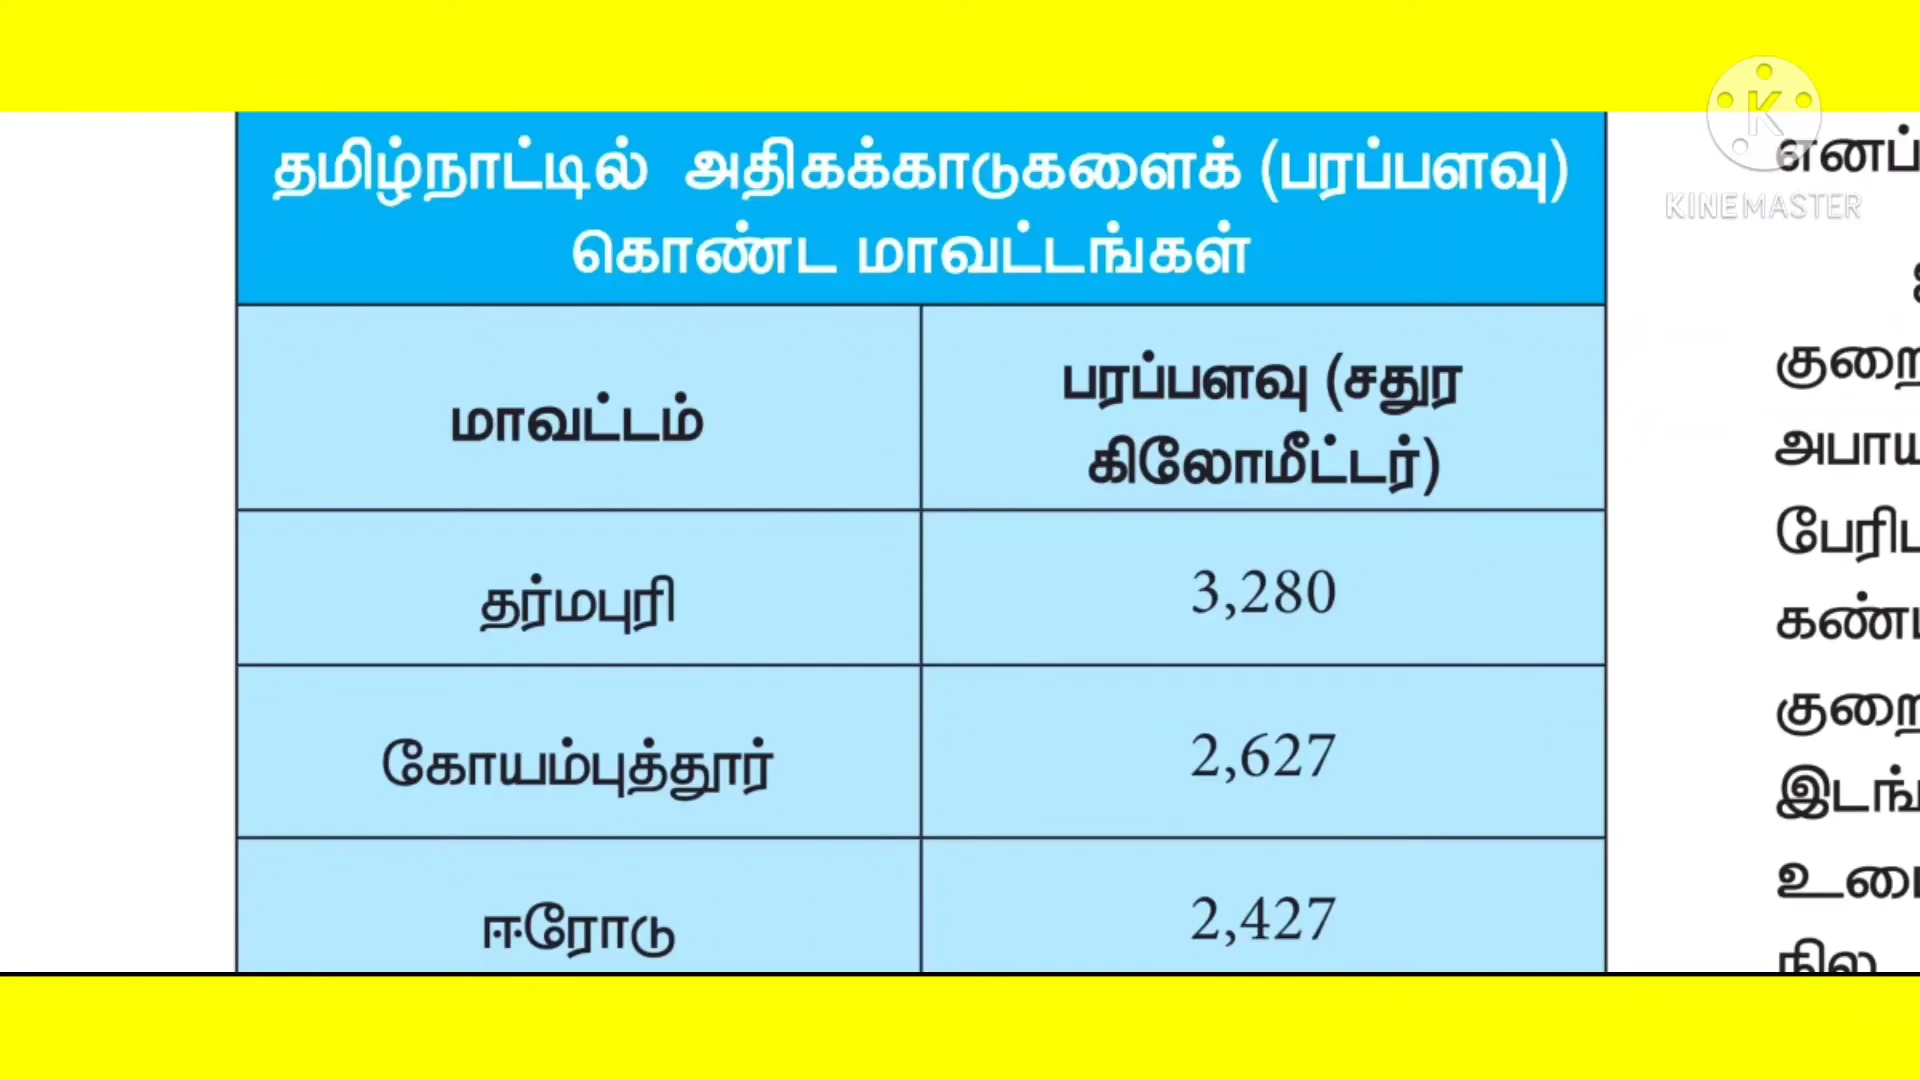 தமிழ்நாட்டில் அதிகக்காடுகளைக் (பரப்பளவு)
கொண்ட மாவட்டங்கள்
மாவட்டம்
பரப்பளவு (சதுர
கிலோமீட்டர்)
தர்மபுரி
3,280
கோயம்புத்தூர்
2,627
ஈரோடு
2,427
KINEMASTER